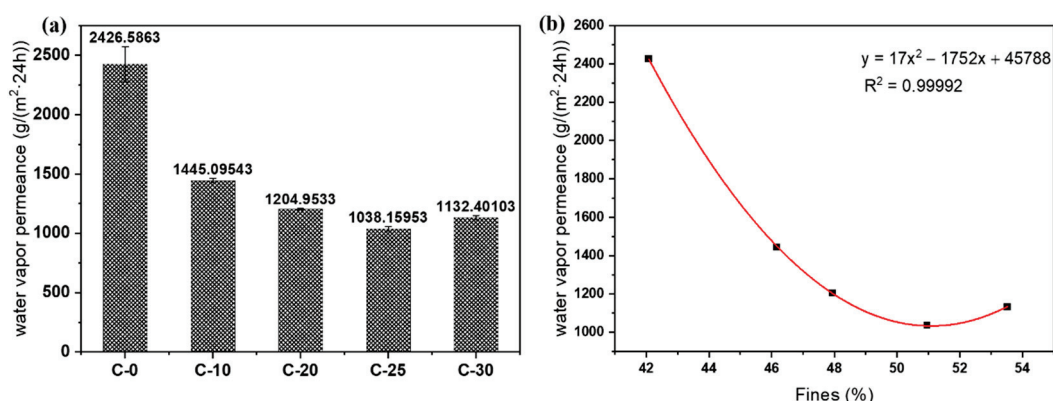 (a)
water vapor permeance (g/(m²·24h))
2500
2000
1500
1000
500
0
2426.5863
1445.09543
1204.9533
1038.15953
1132.40103
C-0 C-10 C-20 C-25 C-30
(b)
water vapor permeance (g/(m²·24h))
2600
2400
2200
2000
1800
1600
1400
1200
1000
y = 17x² − 1752x + 45788
R² = 0.99992
42 44 46 48 50 52 54
Fines (%)